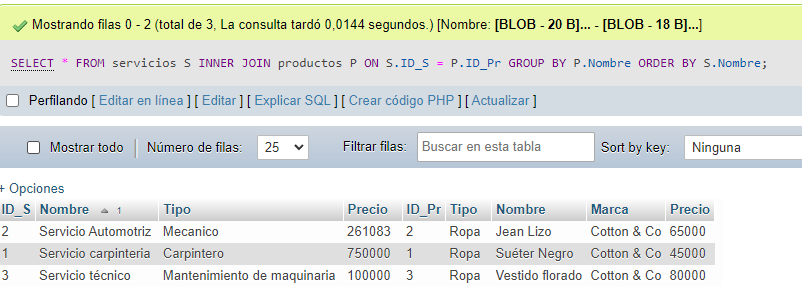 Mostrando filas 0 - 2 (total de 3, La consulta tardó 0,0144 segundos.) [Nombre: [BLOB - 20 B]... - [BLOB - 18 B]...]
SELECT * FROM servicios S INNER JOIN productos P ON S.ID_S = P.ID_Pr GROUP BY P.Nombre ORDER BY S.Nombre;
Perfilando [ Editar en línea ] [ Editar ] [ Explicar SQL ] [ Crear código PHP ] [ Actualizar ]
Mostrar todo Número de filas: 25 Filtrar filas: Buscar en esta tabla Sort by key: Ninguna
+ Opciones
ID_S Nombre 1 Tipo Precio ID_Pr Tipo Nombre Marca Precio
2 Servicio Automotriz Mecanico 261083 2 Ropa Jean Lizo Cotton & Co 65000
1 Servicio carpinteria Carpintero 750000 1 Ropa Suéter Negro Cotton & Co 45000
3 Servicio técnico Mantenimiento de maquinaria 100000 3 Ropa Vestido florado Cotton & Co 80000